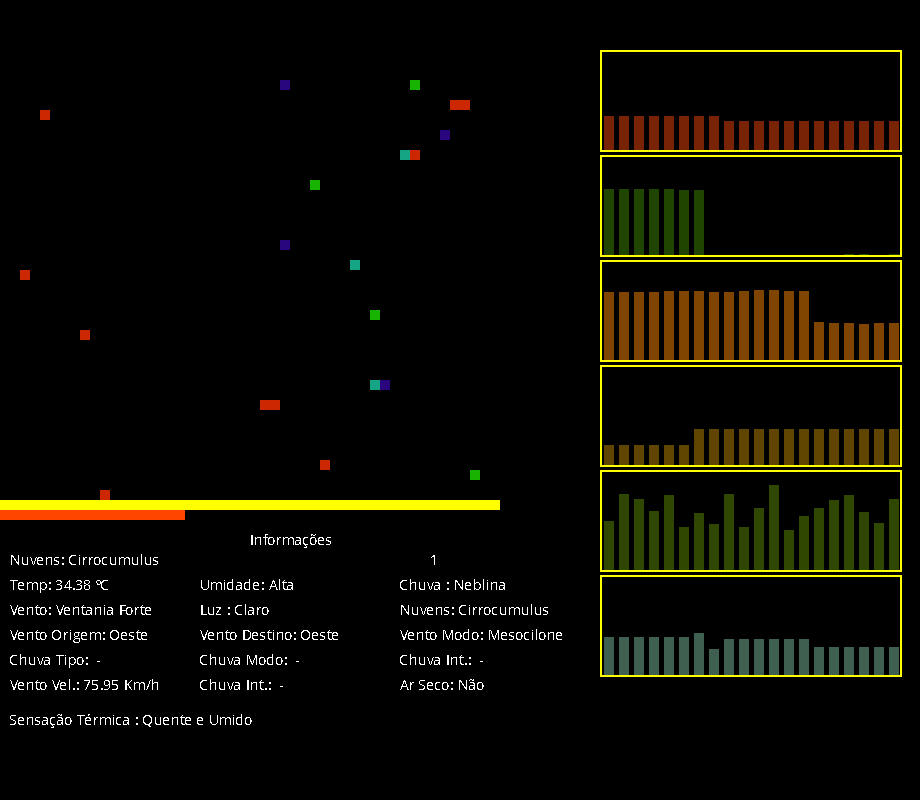 Informações
Nuvens: Cirrocumulus 1
Temp: 34.38 ºC Umidade: Alta Chuva : Neblina
Vento: Ventania Forte Luz : Claro Nuvens: Cirrocumulus
Vento Origem: Oeste Vento Destino: Oeste Vento Modo: Mesocilone
Chuva Tipo: - Chuva Modo: - Chuva Int.: -
Vento Vel.: 75.95 Km/h Chuva Int.: - Ar Seco: Não
Sensação Térmica : Quente e Umido